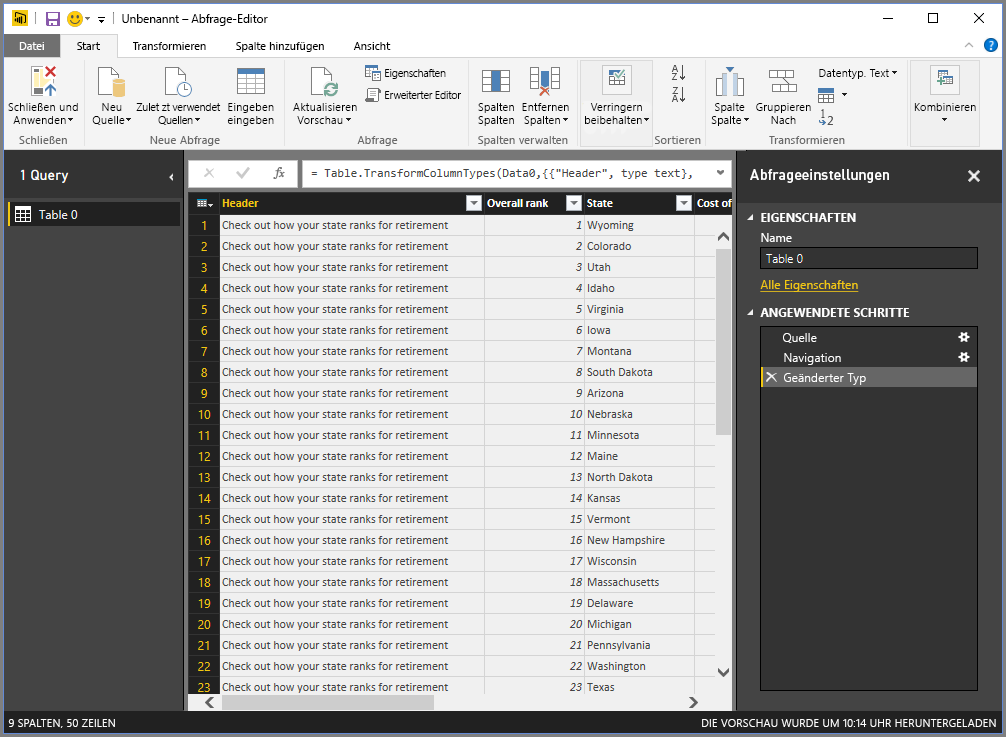 Unbenannt – Abfrage-Editor
Datei Start Transformieren Spalte hinzufügen Ansicht
Schließen und Anwenden
Schließen
Neu Quelle
Zulet zt verwendet Quellen
Eingeben eingeben
Neue Abfrage
Aktualisieren Vorschau
Eigenschaften
Erweiterter Editor
Abfrage
Spalten Spalten
Entfernen Spalten
Spalten verwalten
Verringern beibehalten
A Z
Z A
Sortieren
Spalte Spalte
Gruppieren Nach
Datentyp. Text
1 2
Transformieren
Kombinieren
1 Query
Table 0
fx
= Table.TransformColumnTypes(Data0,{{"Header", type text},
Header Overall rank State Cost of
1 Check out how your state ranks for retirement 1 Wyoming
2 Check out how your state ranks for retirement 2 Colorado
3 Check out how your state ranks for retirement 3 Utah
4 Check out how your state ranks for retirement 4 Idaho
5 Check out how your state ranks for retirement 5 Virginia
6 Check out how your state ranks for retirement 6 Iowa
7 Check out how your state ranks for retirement 7 Montana
8 Check out how your state ranks for retirement 8 South Dakota
9 Check out how your state ranks for retirement 9 Arizona
10 Check out how your state ranks for retirement 10 Nebraska
11 Check out how your state ranks for retirement 11 Minnesota
12 Check out how your state ranks for retirement 12 Maine
13 Check out how your state ranks for retirement 13 North Dakota
14 Check out how your state ranks for retirement 14 Kansas
15 Check out how your state ranks for retirement 15 Vermont
16 Check out how your state ranks for retirement 16 New Hampshire
17 Check out how your state ranks for retirement 17 Wisconsin
18 Check out how your state ranks for retirement 18 Massachusetts
19 Check out how your state ranks for retirement 19 Delaware
20 Check out how your state ranks for retirement 20 Michigan
21 Check out how your state ranks for retirement 21 Pennsylvania
22 Check out how your state ranks for retirement 22 Washington
23 Check out how your state ranks for retirement 23 Texas
Abfrageeinstellungen
EIGENSCHAFTEN
Name
Table 0
Alle Eigenschaften
ANGEWENDETE SCHRITTE
Quelle
Navigation
Geänderter Typ
9 SPALTEN, 50 ZEILEN
DIE VORSCHAU WURDE UM 10:14 UHR HERUNTERGELADEN